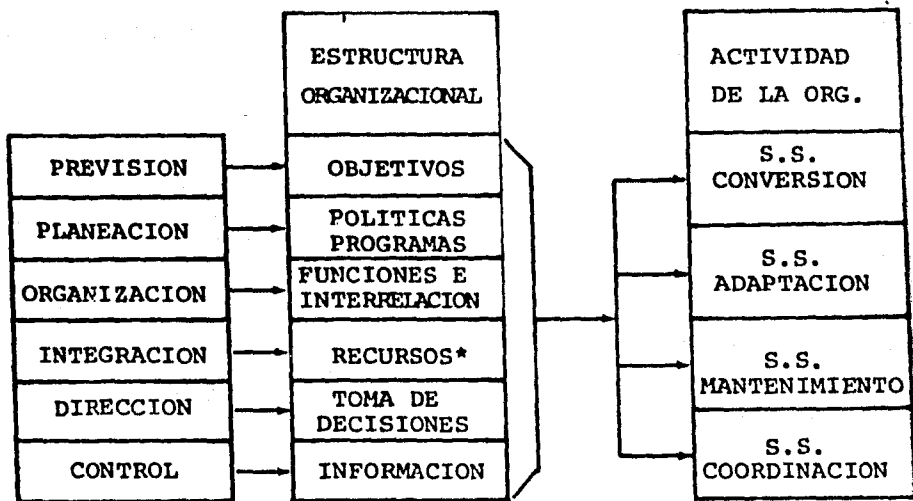 ESTRUCTURA
ORGANIZACIONAL
ACTIVIDAD
DE LA ORG.
PREVISION
OBJETIVOS
S.S.
CONVERSION
PLANEACION
POLITICAS
PROGRAMAS
ORGANIZACION
FUNCIONES E
INTERRELACION
S.S.
ADAPTACION
INTEGRACION
RECURSOS*
S.S.
MANTENIMIENTO
DIRECCION
TOMA DE
DECISIONES
CONTROL
INFORMACION
S.S.
COORDINACION